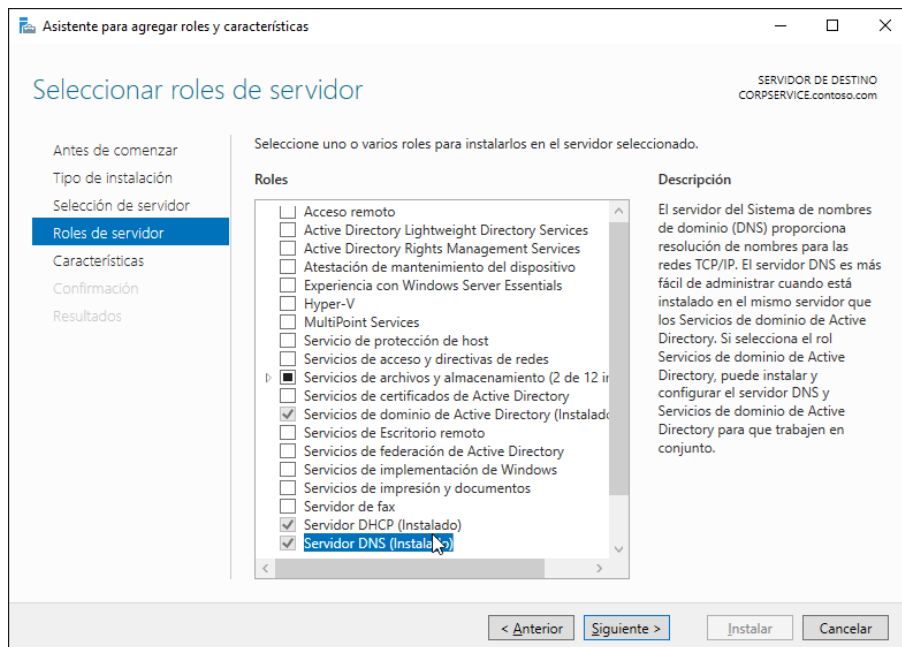 Asistente para agregar roles y características
Seleccionar roles de servidor
SERVIDOR DE DESTINO
CORPSERVICE.contoso.com
Antes de comenzar
Tipo de instalación
Selección de servidor
Roles de servidor
Características
Confirmación
Resultados
Seleccione uno o varios roles para instalarlos en el servidor seleccionado.
Roles
Acceso remoto
Active Directory Lightweight Directory Services
Active Directory Rights Management Services
Atestación de mantenimiento del dispositivo
Experiencia con Windows Server Essentials
Hyper-V
MultiPoint Services
Servicio de protección de host
Servicios de acceso y directivas de redes
Servicios de archivos y almacenamiento (2 de 12 in
Servicios de certificados de Active Directory
Servicios de dominio de Active Directory (Instalado
Servicios de Escritorio remoto
Servicios de federación de Active Directory
Servicios de implementación de Windows
Servicios de impresión y documentos
Servidor de fax
Servidor DHCP (Instalado)
Servidor DNS (Instalado)
Descripción
El servidor del Sistema de nombres
de dominio (DNS) proporciona
resolución de nombres para las
redes TCP/IP. El servidor DNS es más
fácil de administrar cuando está
instalado en el mismo servidor que
los Servicios de dominio de Active
Directory. Si selecciona el rol
Servicios de dominio de Active
Directory, puede instalar y
configurar el servidor DNS y
Servicios de dominio de Active
Directory para que trabajen en
conjunto.
< Anterior
Siguiente >
Instalar
Cancelar